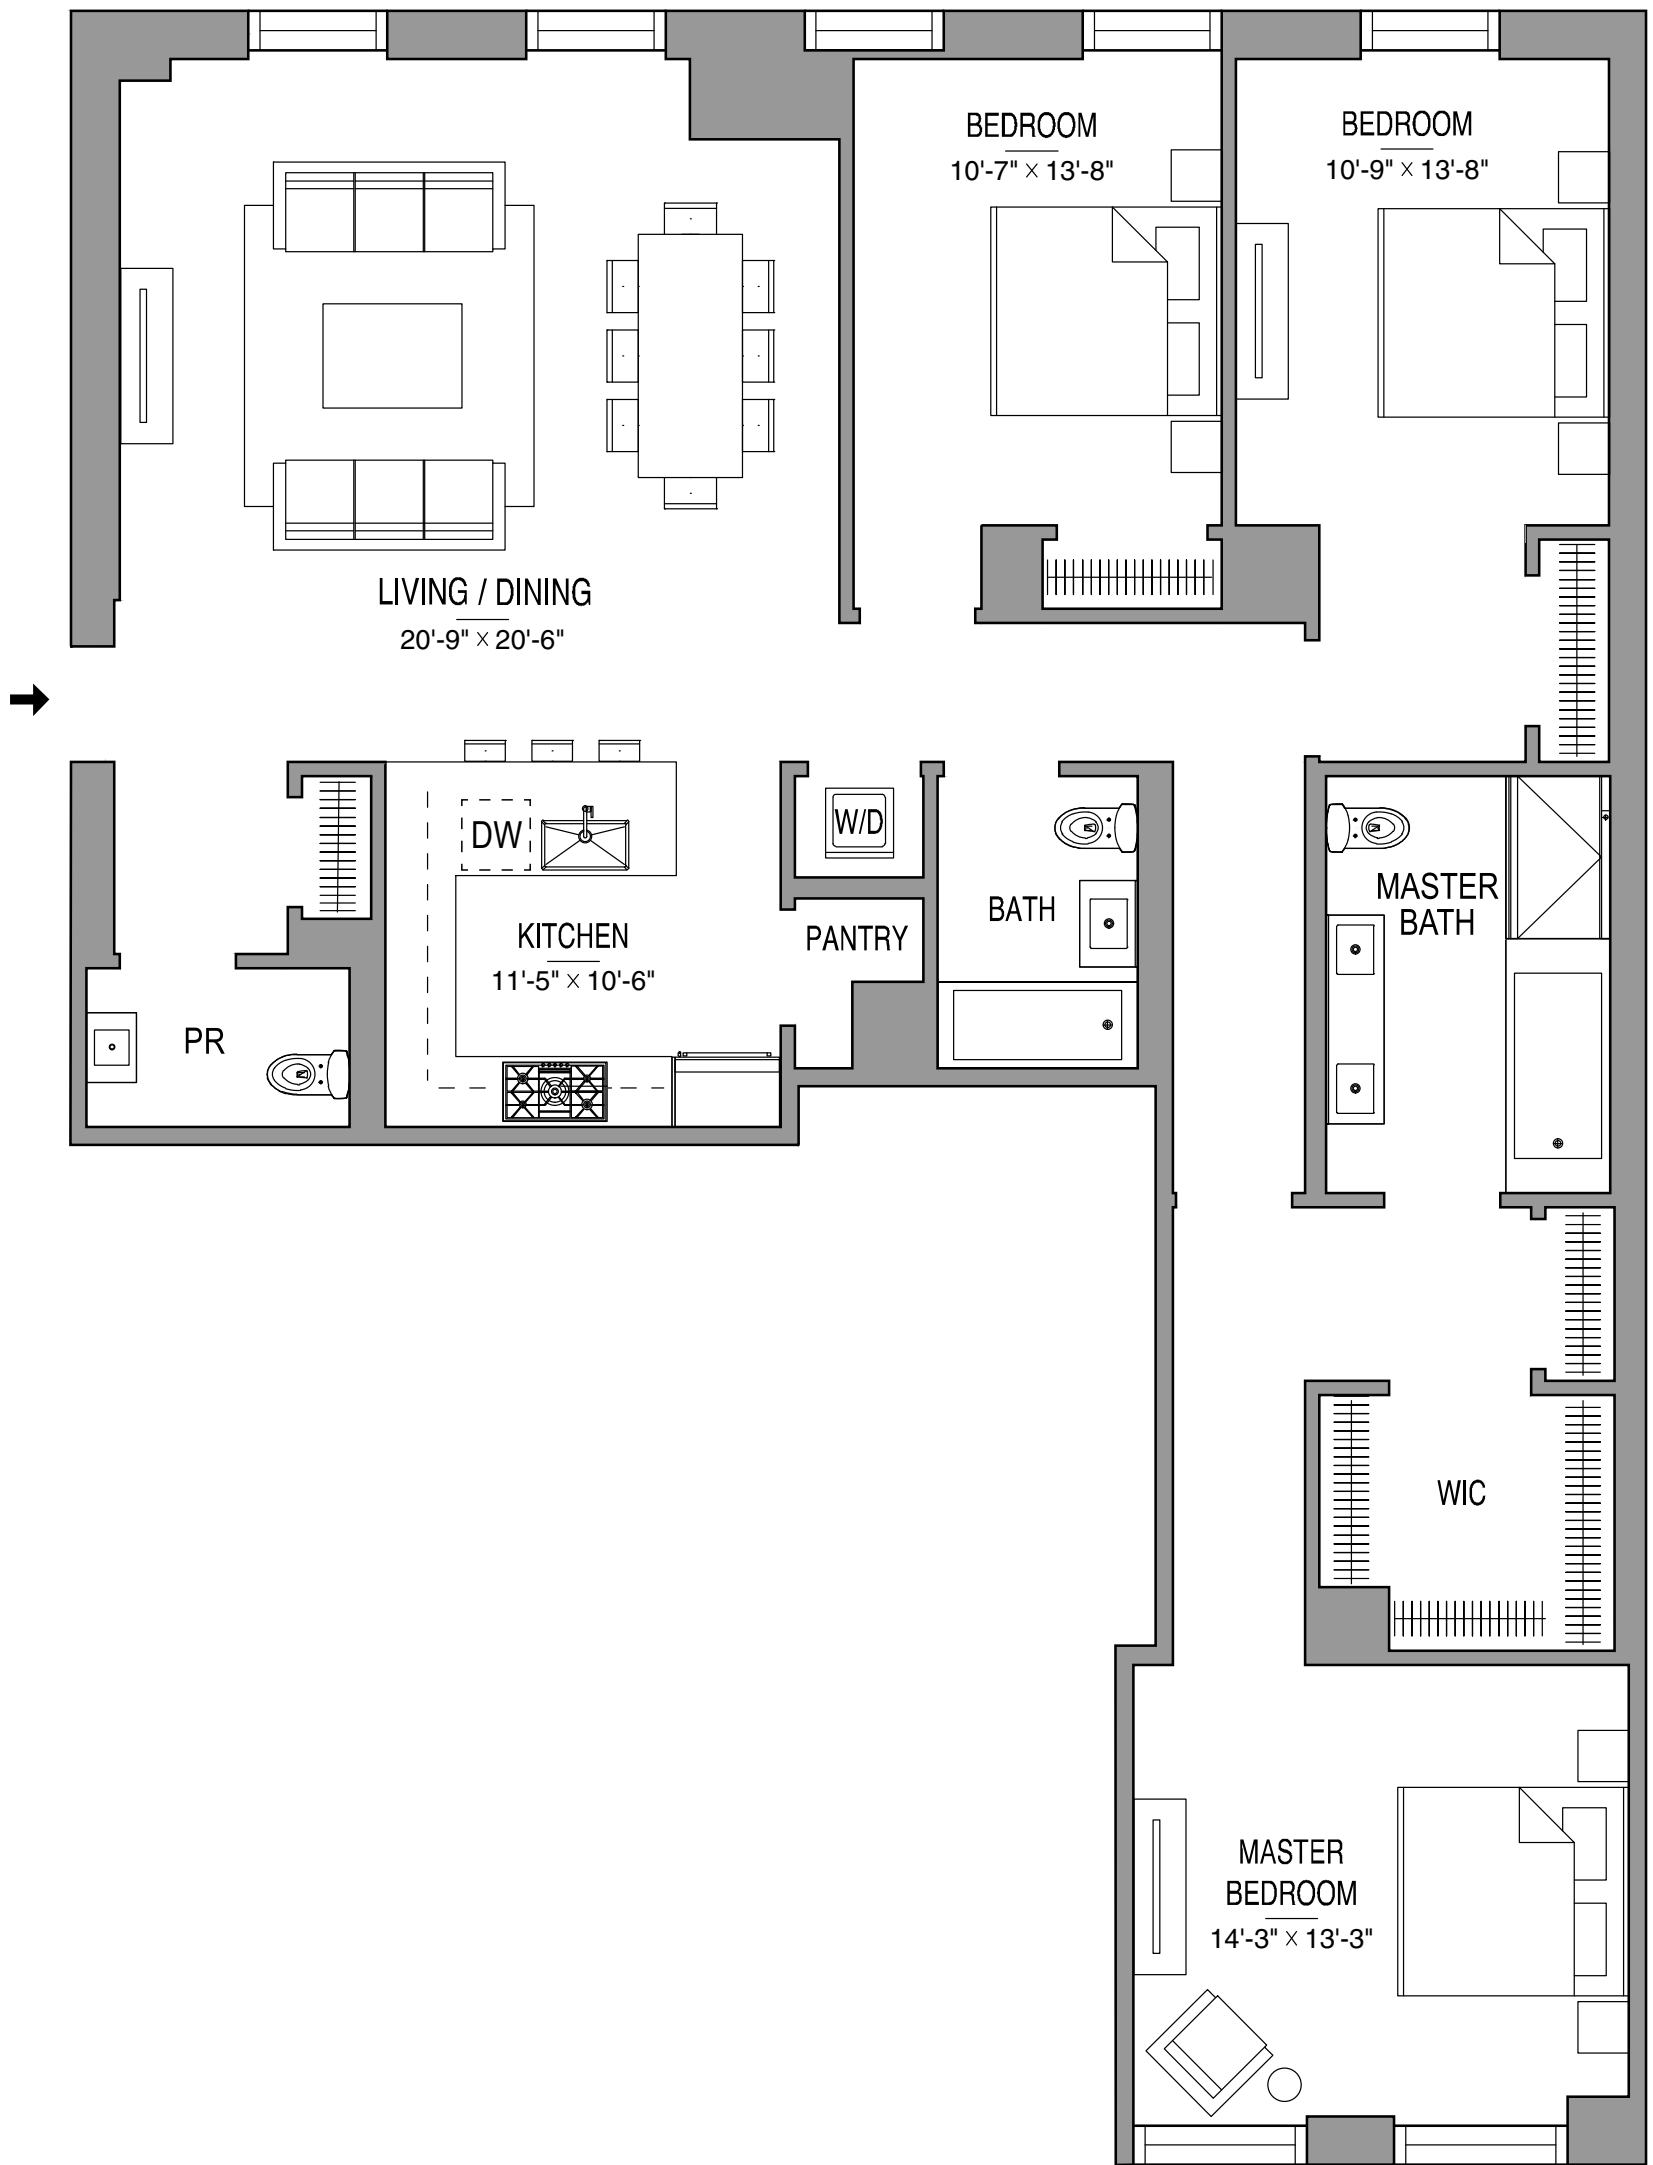 BEDROOM
10'-7" × 13'-8"
BEDROOM
10'-9" × 13'-8"
LIVING / DINING
20'-9" × 20'-6"
DW
W/D
KITCHEN
11'-5" × 10'-6"
PANTRY
BATH
MASTER
BATH
PR
WIC
MASTER
BEDROOM
14'-3" × 13'-3"